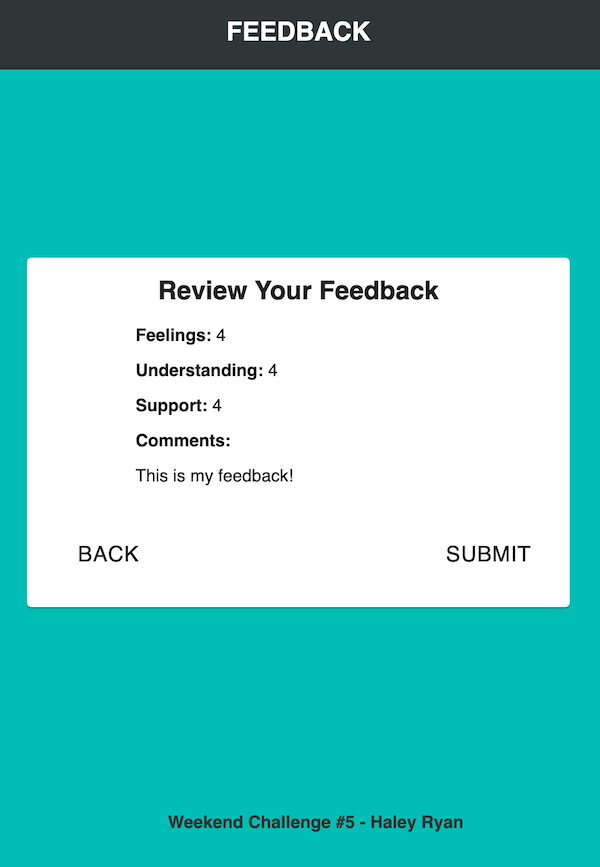 FEEDBACK
Review Your Feedback
Feelings: 4
Understanding: 4
Support: 4
Comments:
This is my feedback!
BACK SUBMIT
Weekend Challenge #5 - Haley Ryan